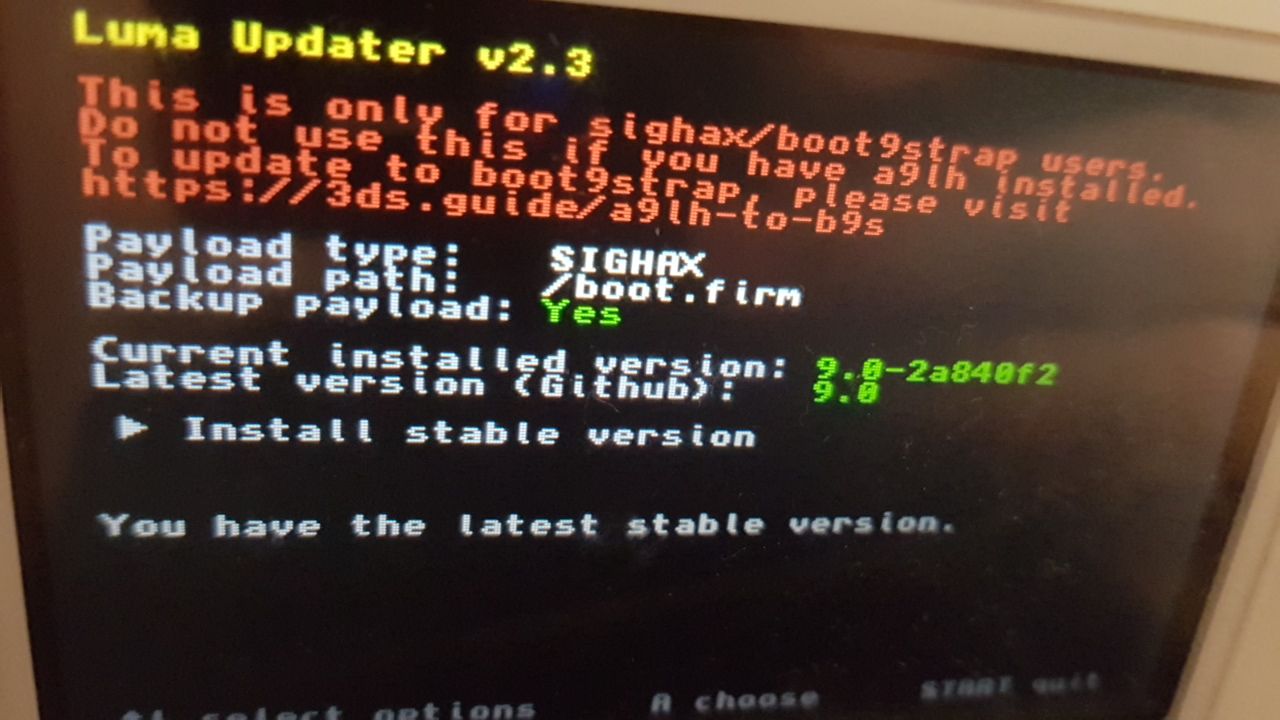 Luma Updater v2.3
This is only for sighax/boot9strap users.
Do not use this if you have a9lh installed.
To update to boot9strap, please visit
https://3ds.guide/a9lh-to-b9s
Payload type: SIGHAX
Payload path: /boot.firm
Backup payload: Yes
Current installed version: 9.0-2a840f2
Latest version (Github): 9.0
► Install stable version
You have the latest stable version.
select options A choose START quit